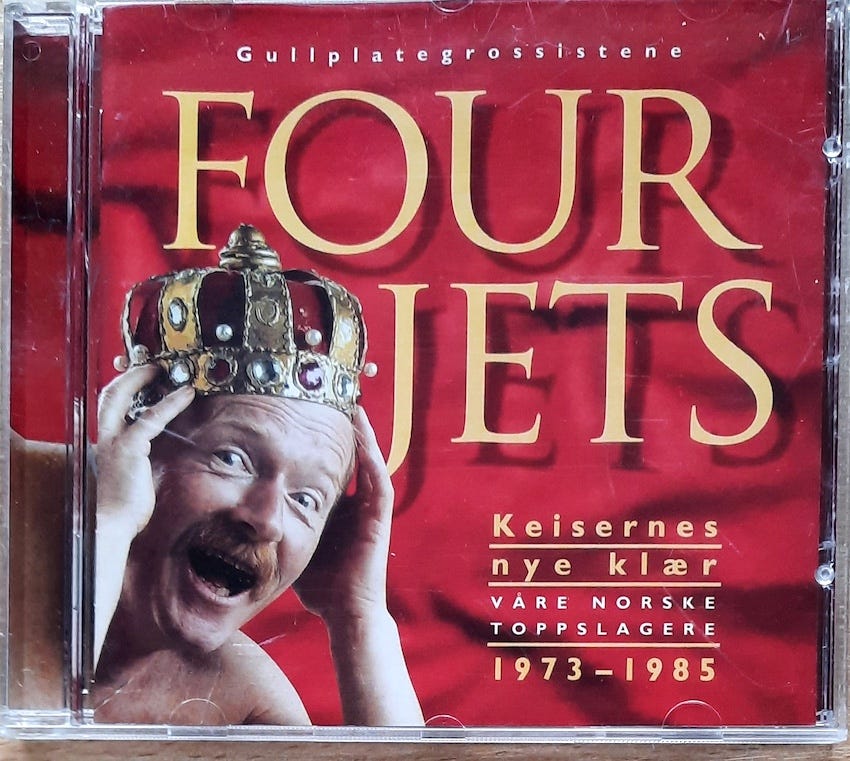 Gullplategrossistene
FOUR
JETS
Keisernes
nye klær
VÅRE NORSKE
TOPPSLAGERE
1973–1985